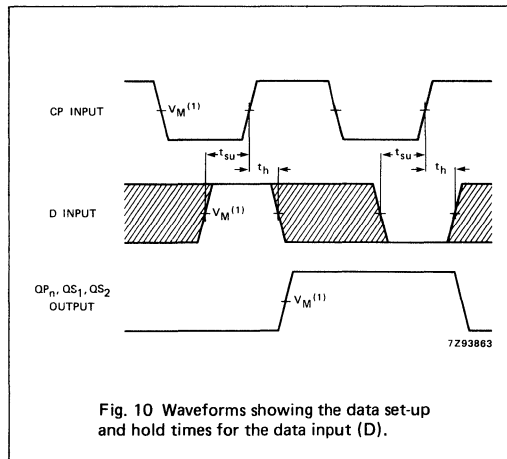 CP INPUT
V_M(1)
t_su
t_h
t_su
t_h
D INPUT
V_M(1)
QP_n, QS_1, QS_2
OUTPUT
V_M(1)
7Z93863
Fig. 10 Waveforms showing the data set-up
and hold times for the data input (D).